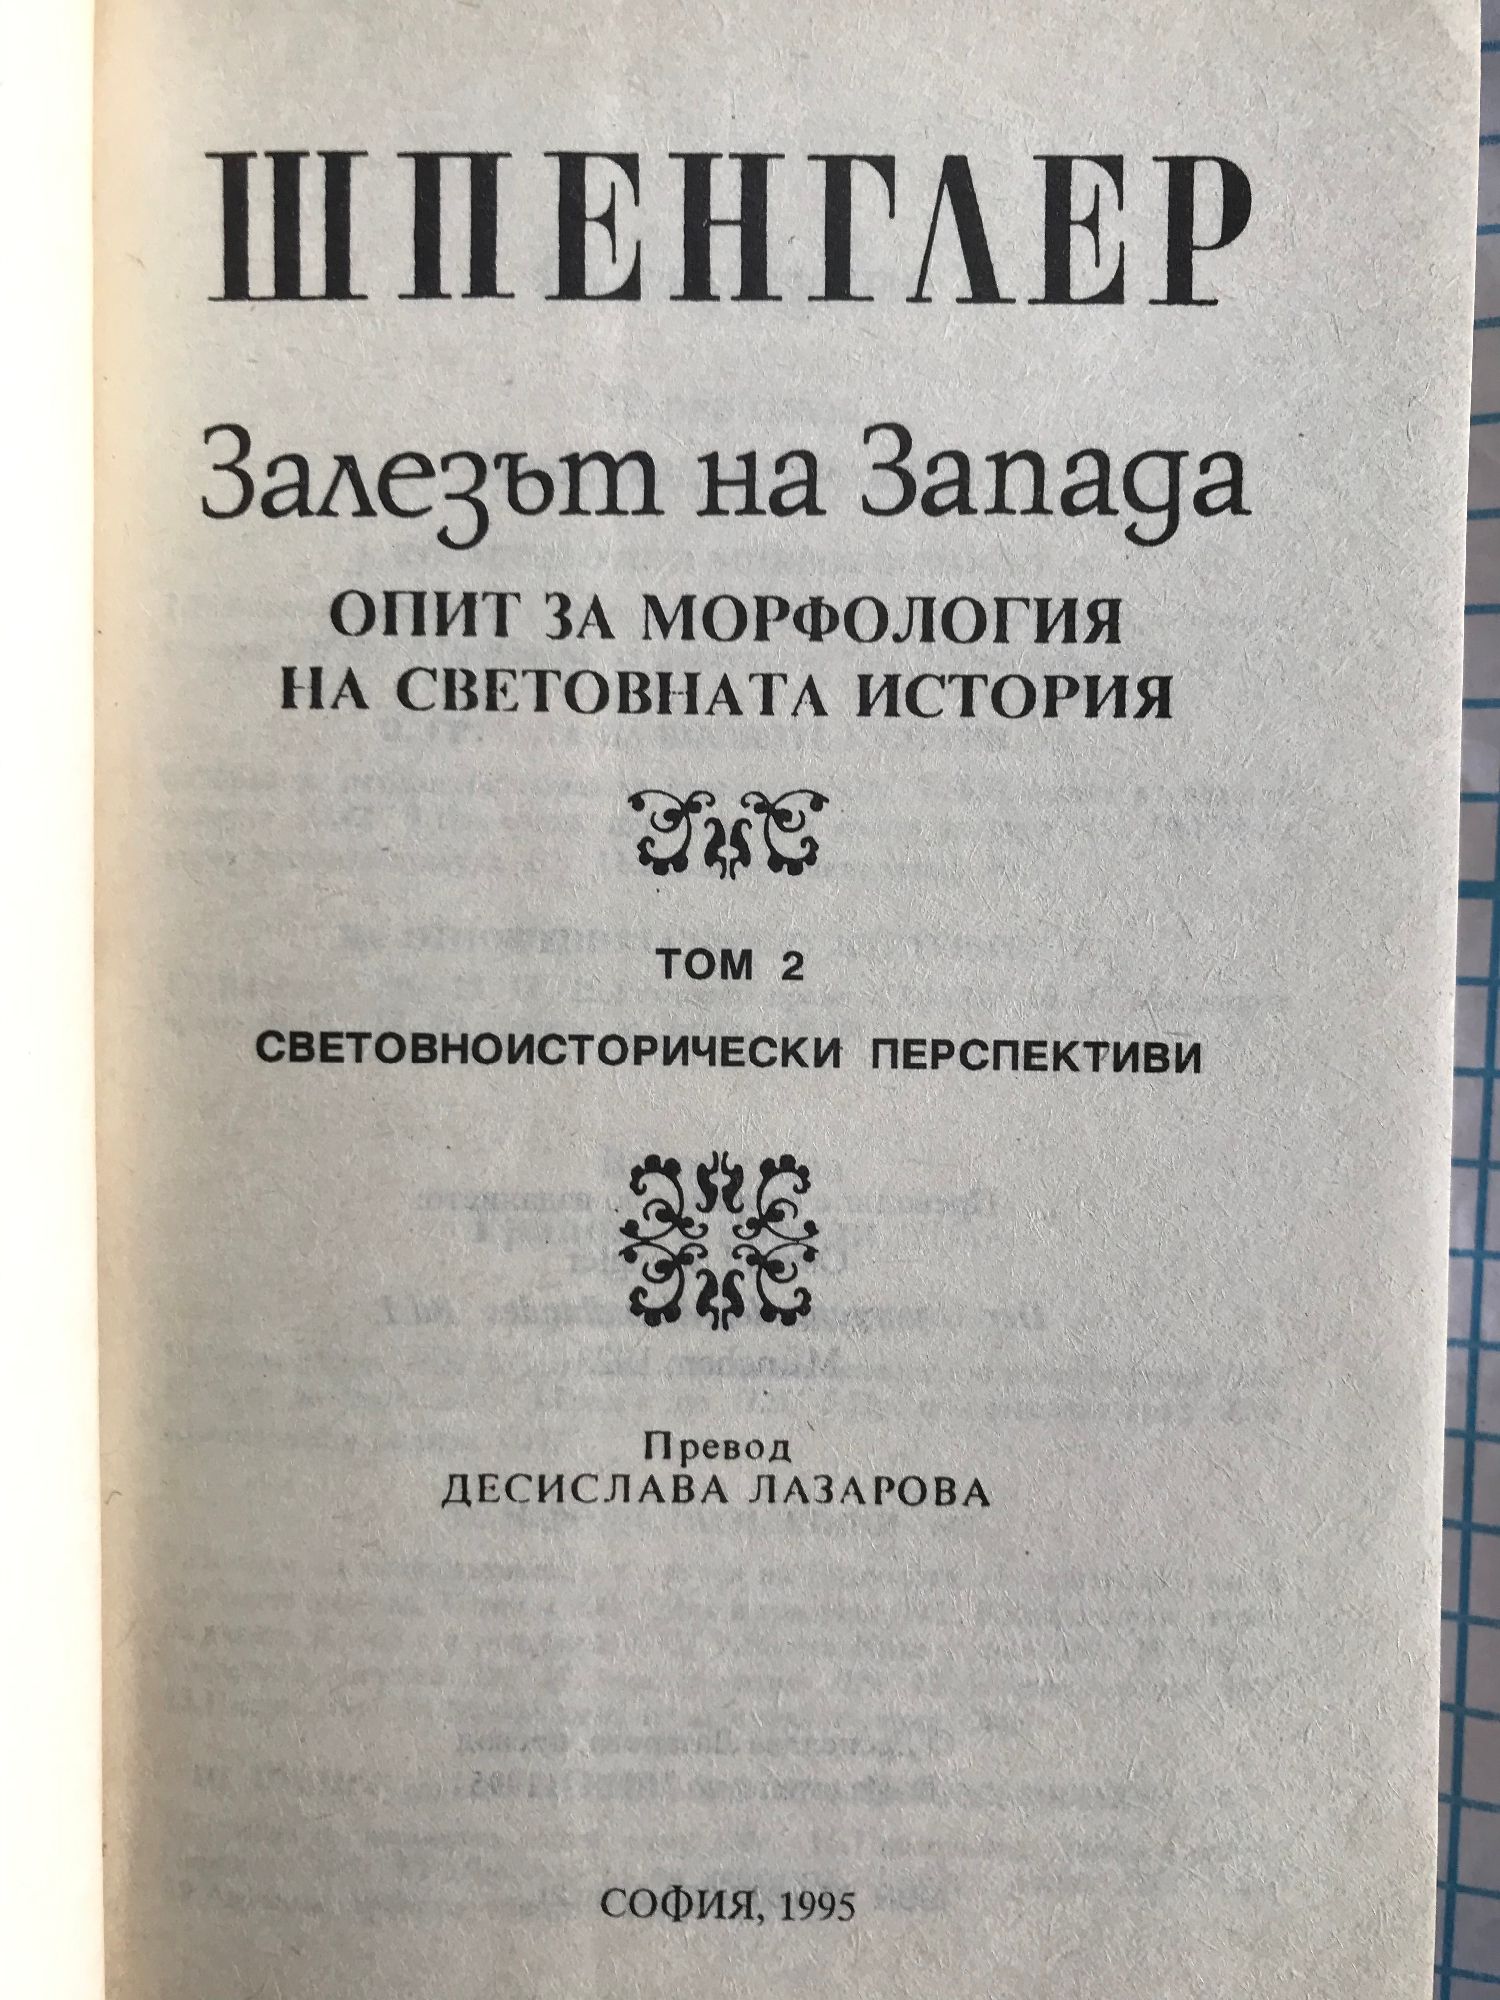 ШПЕНГЛЕР
Залезът на Запада
ОПИТ ЗА МОРФОЛОГИЯ
НА СВЕТОВНАТА ИСТОРИЯ
ТОМ 2
СВЕТОВНОИСТОРИЧЕСКИ ПЕРСПЕКТИВИ
Превод
ДЕСИСЛАВА ЛАЗАРОВА
СОФИЯ, 1995